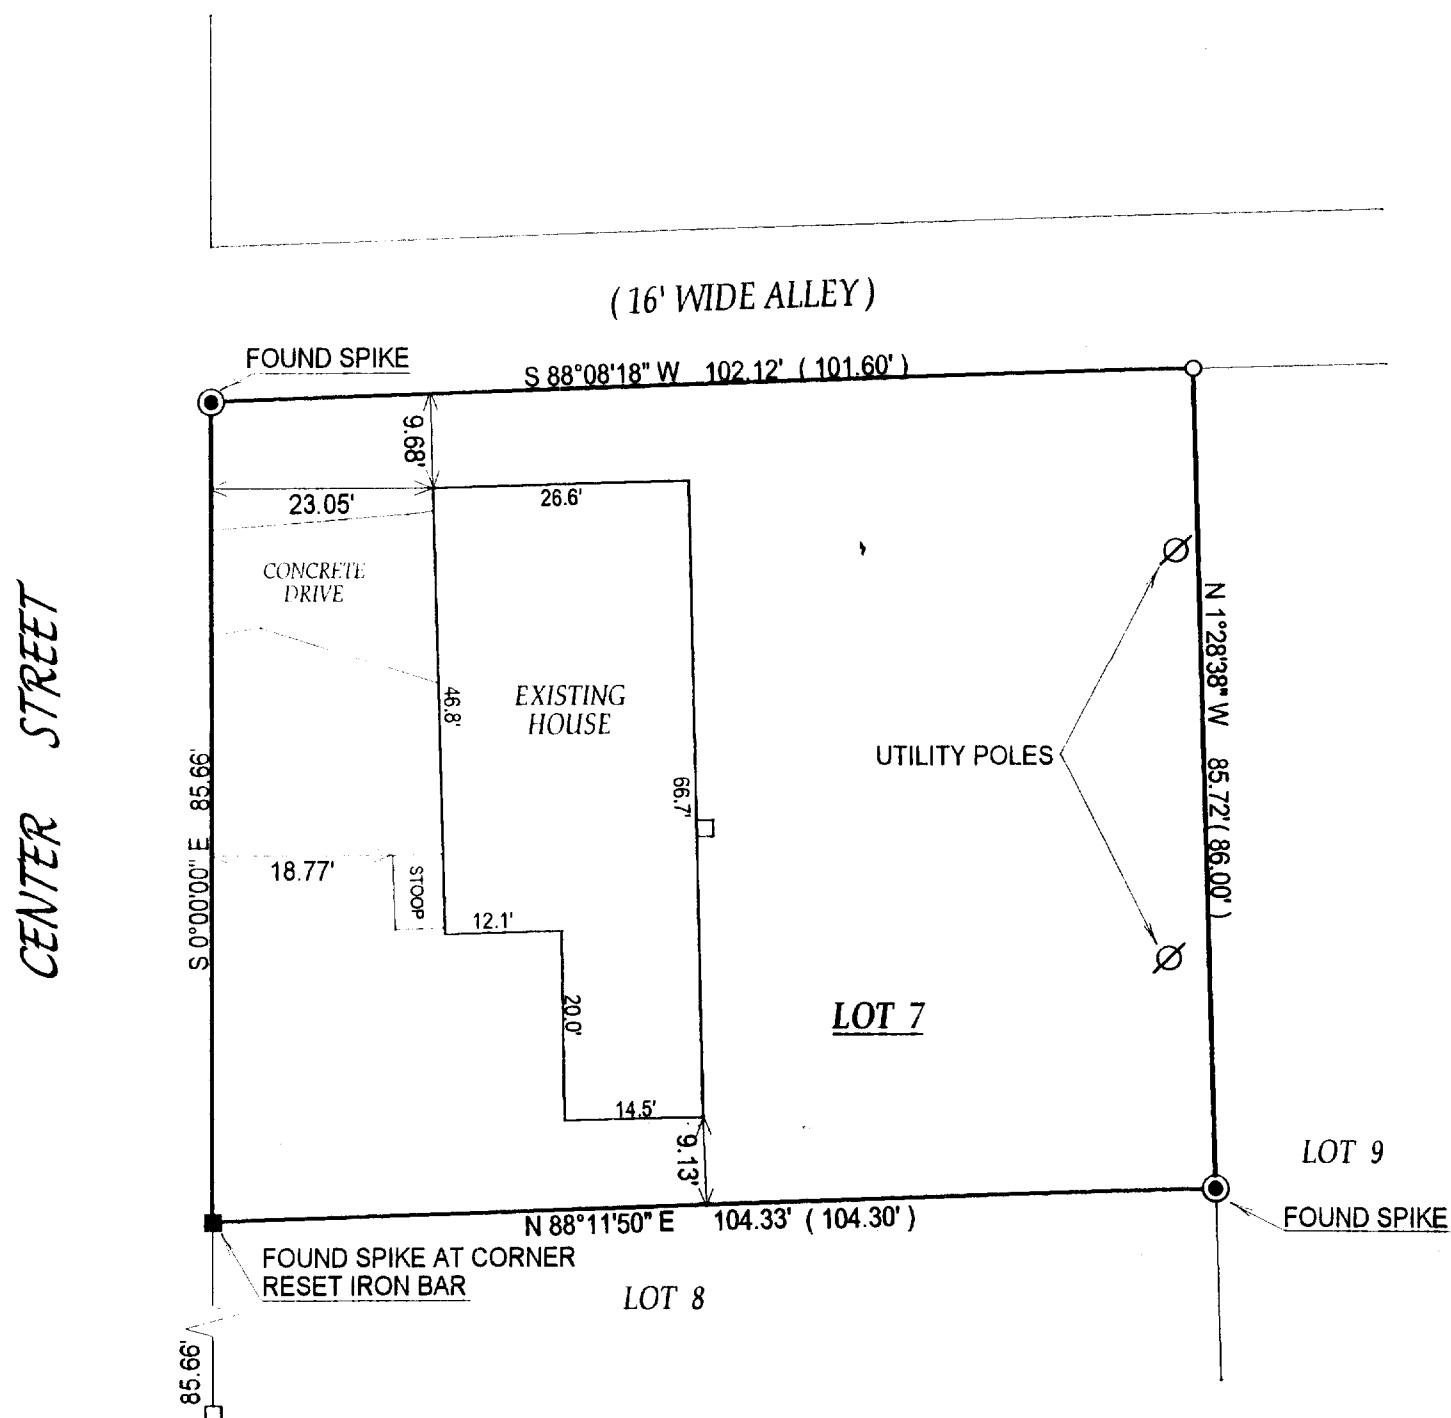 ( 16' WIDE ALLEY )
FOUND SPIKE
S 88°08'18" W 102.12' ( 101.60' )
9.68'
23.05'
26.6'
CONCRETE
DRIVE
CENTER STREET
S 0°00'00" E 85.66'
46.8'
EXISTING
HOUSE
66.7'
UTILITY POLES
N 1°28'38" W 85.72' ( 86.00' )
18.77'
STOOP
12.1'
20.0'
LOT 7
14.5'
9.13'
LOT 9
N 88°11'50" E 104.33' ( 104.30' )
FOUND SPIKE
FOUND SPIKE AT CORNER
RESET IRON BAR
LOT 8
85.66'